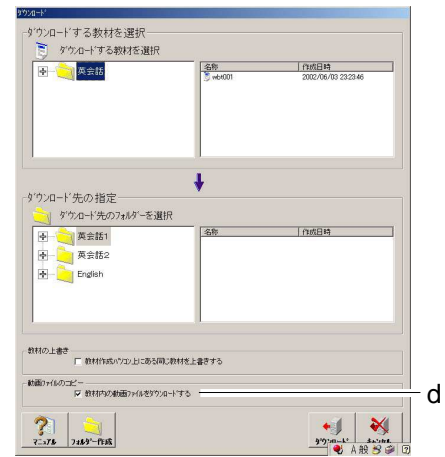 ダウンロード
ダウンロードする教材を選択
ダウンロードする教材を選択
英会話
名称 作成日時
wbt001 2002/06/03 23:23:46
ダウンロード先の指定
ダウンロード先のフォルダーを選択
英会話1
英会話2
English
名称 作成日時
教材の上書き
教材作成パソコン上にある同じ教材を上書きする
動画ファイルのコピー
教材内の動画ファイルをダウンロードする
d
マニュアル フォルダー作成 ダウンロード キャンセル
A 般